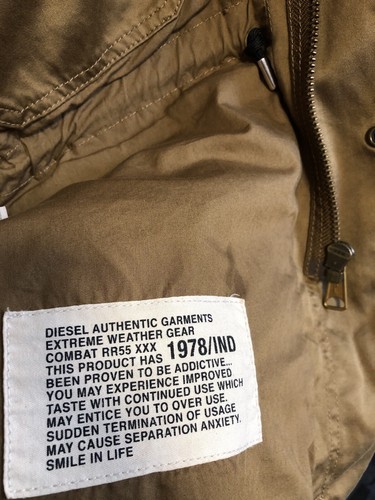 DIESEL AUTHENTIC GARMENTS
EXTREME WEATHER GEAR
COMBAT RR55 XXX
THIS PRODUCT HAS 1978/IND
BEEN PROVEN TO BE ADDICTIVE...
YOU MAY EXPERIENCE IMPROVED
TASTE WITH CONTINUED USE WHICH
MAY ENTICE YOU TO OVER USE.
SUDDEN TERMINATION OF USAGE
MAY CAUSE SEPARATION ANXIETY.
SMILE IN LIFE